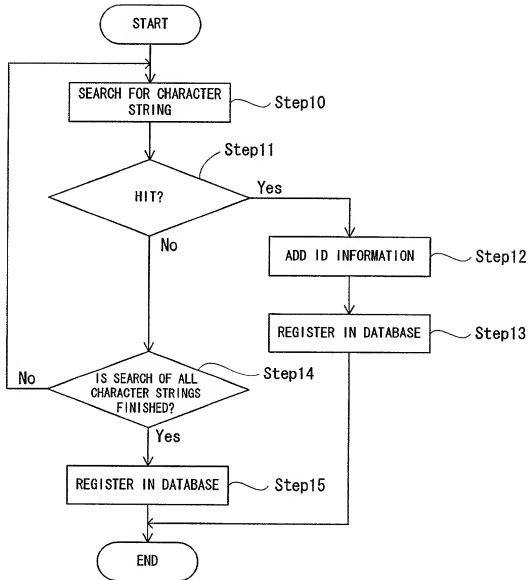 START
SEARCH FOR CHARACTER
STRING
Step10
Step11
HIT?
Yes
No
ADD ID INFORMATION
Step12
REGISTER IN DATABASE
Step13
Step14
No
IS SEARCH OF ALL
CHARACTER STRINGS
FINISHED?
Yes
REGISTER IN DATABASE
Step15
END